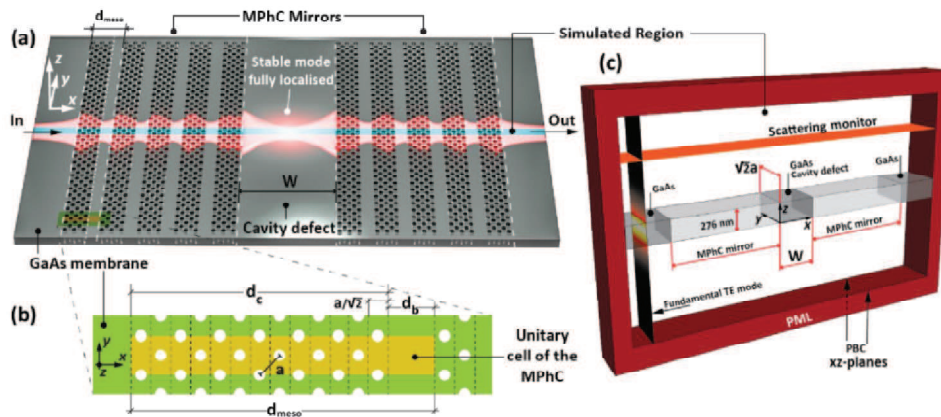 (a)
d_meso
MPhC Mirrors
Stable mode
fully localised
z
y
x
In
Out
W
Cavity defect
GaAs membrane
Simulated Region
(b)
d_c
a/√2
d_b
y
z
x
a
Unitary
cell of the
MPhC
d_meso
(c)
Scattering monitor
√2a
GaAs
GaAs
Cavity defect
GaAs
276 nm
y
z
x
MPhC mirror
W
MPhC mirror
Fundamental TE mode
PML
PBC
xz-planes